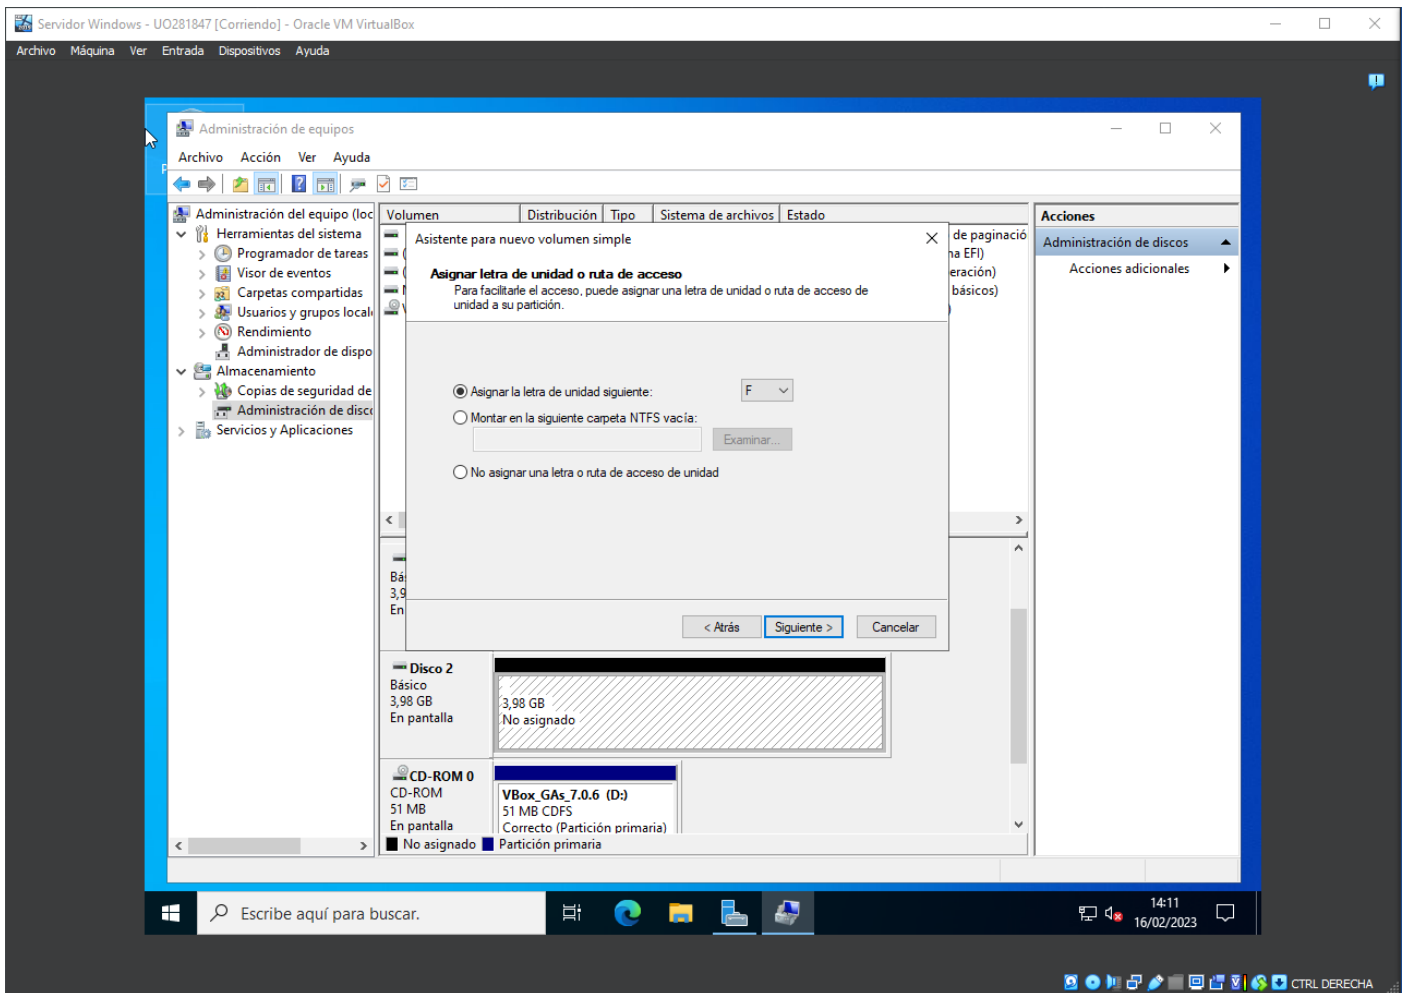 Servidor Windows - UO281847 [Corriendo] - Oracle VM VirtualBox
Archivo Máquina Ver Entrada Dispositivos Ayuda
Administración de equipos
Archivo Acción Ver Ayuda
Administración del equipo (loc
Herramientas del sistema
Programador de tareas
Visor de eventos
Carpetas compartidas
Usuarios y grupos local
Rendimiento
Administrador de dispo
Almacenamiento
Copias de seguridad de
Administración de disc
Servicios y Aplicaciones
Volumen Distribución Tipo Sistema de archivos Estado
de paginació
na EFI)
eración)
básicos)
Asistente para nuevo volumen simple
Asignar letra de unidad o ruta de acceso
Para facilitarle el acceso, puede asignar una letra de unidad o ruta de acceso de
unidad a su partición.
Asignar la letra de unidad siguiente: F
Montar en la siguiente carpeta NTFS vacía:
Examinar...
No asignar una letra o ruta de acceso de unidad
< Atrás Siguiente > Cancelar
Acciones
Administración de discos
Acciones adicionales
Bá
3,9
En
Disco 2
Básico
3,98 GB
En pantalla
3,98 GB
No asignado
CD-ROM 0
CD-ROM
51 MB
En pantalla
VBox_GAs_7.0.6 (D:)
51 MB CDFS
Correcto (Partición primaria)
No asignado Partición primaria
Escribe aquí para buscar.
14:11
16/02/2023
CTRL DERECHA